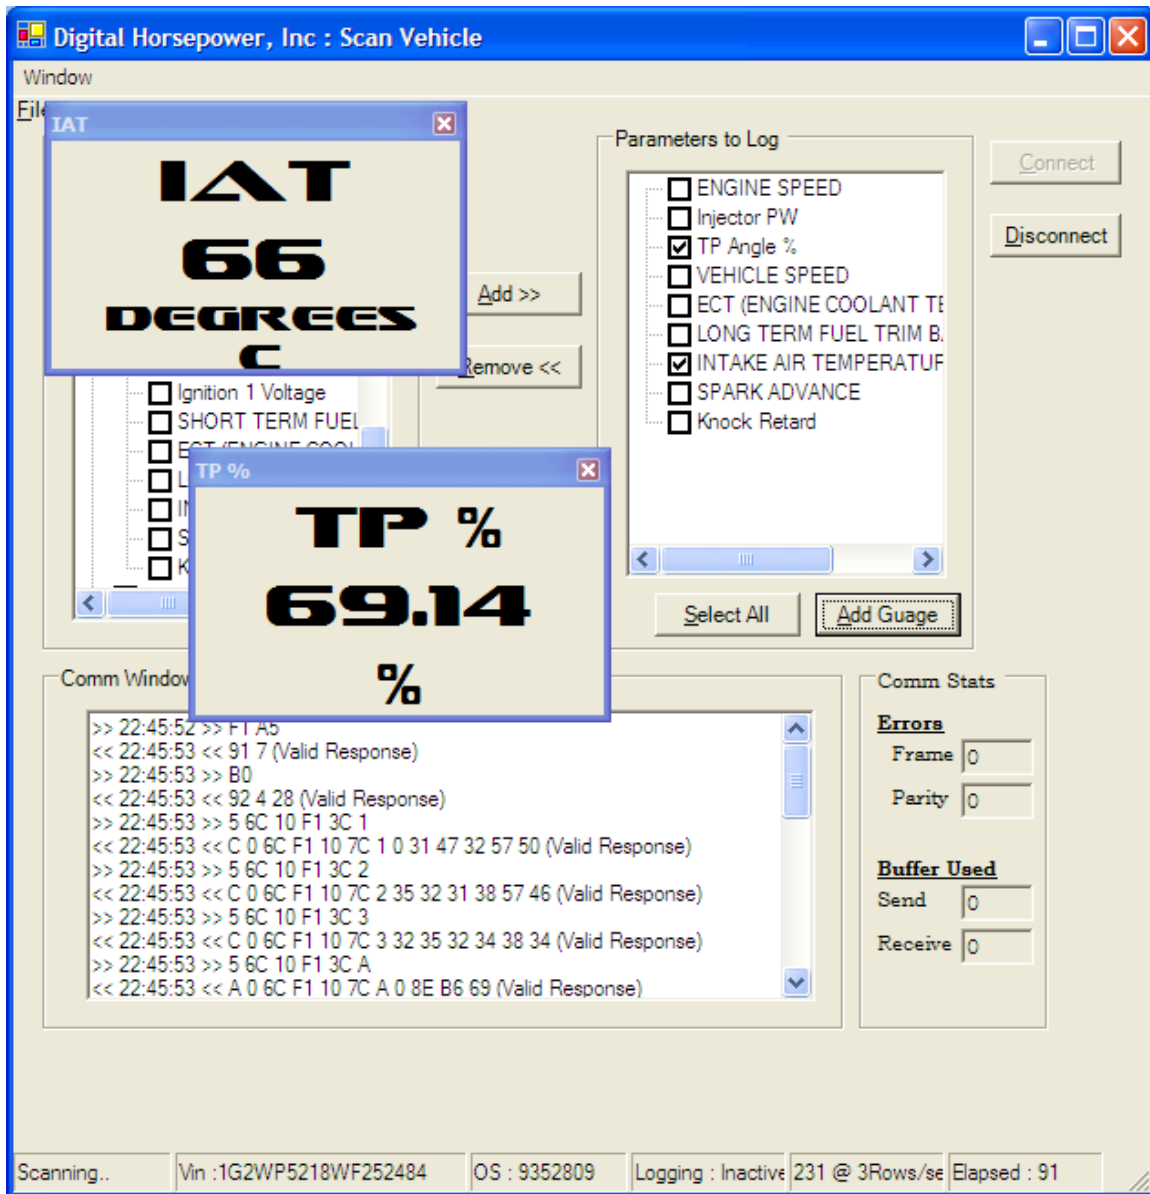 Digital Horsepower, Inc : Scan Vehicle
Window
File
IAT
IAT
66
DEGREES
C
Parameters to Log
ENGINE SPEED
Injector PW
TP Angle %
VEHICLE SPEED
ECT (ENGINE COOLANT TE
LONG TERM FUEL TRIM B
INTAKE AIR TEMPERATUF
SPARK ADVANCE
Knock Retard
Connect
Disconnect
Add >>
Remove <<
Ignition 1 Voltage
SHORT TERM FUEL
ECT (ENGINE COOL
L
IN
S
K
TP %
TP %
69.14
%
Select All
Add Guage
Comm Window
>> 22:45:52 >> F1 A5
<< 22:45:53 << 91 7 (Valid Response)
>> 22:45:53 >> B0
<< 22:45:53 << 92 4 28 (Valid Response)
>> 22:45:53 >> 5 6C 10 F1 3C 1
<< 22:45:53 << C 0 6C F1 10 7C 1 0 31 47 32 57 50 (Valid Response)
>> 22:45:53 >> 5 6C 10 F1 3C 2
<< 22:45:53 << C 0 6C F1 10 7C 2 35 32 31 38 57 46 (Valid Response)
>> 22:45:53 >> 5 6C 10 F1 3C 3
<< 22:45:53 << C 0 6C F1 10 7C 3 32 35 32 34 38 34 (Valid Response)
>> 22:45:53 >> 5 6C 10 F1 3C A
<< 22:45:53 << A 0 6C F1 10 7C A 0 8E B6 69 (Valid Response)
Comm Stats
Errors
Frame 0
Parity 0
Buffer Used
Send 0
Receive 0
Scanning..
Vin :1G2WP5218WF252484
OS : 9352809
Logging : Inactive
231 @ 3Rows/se
Elapsed : 91